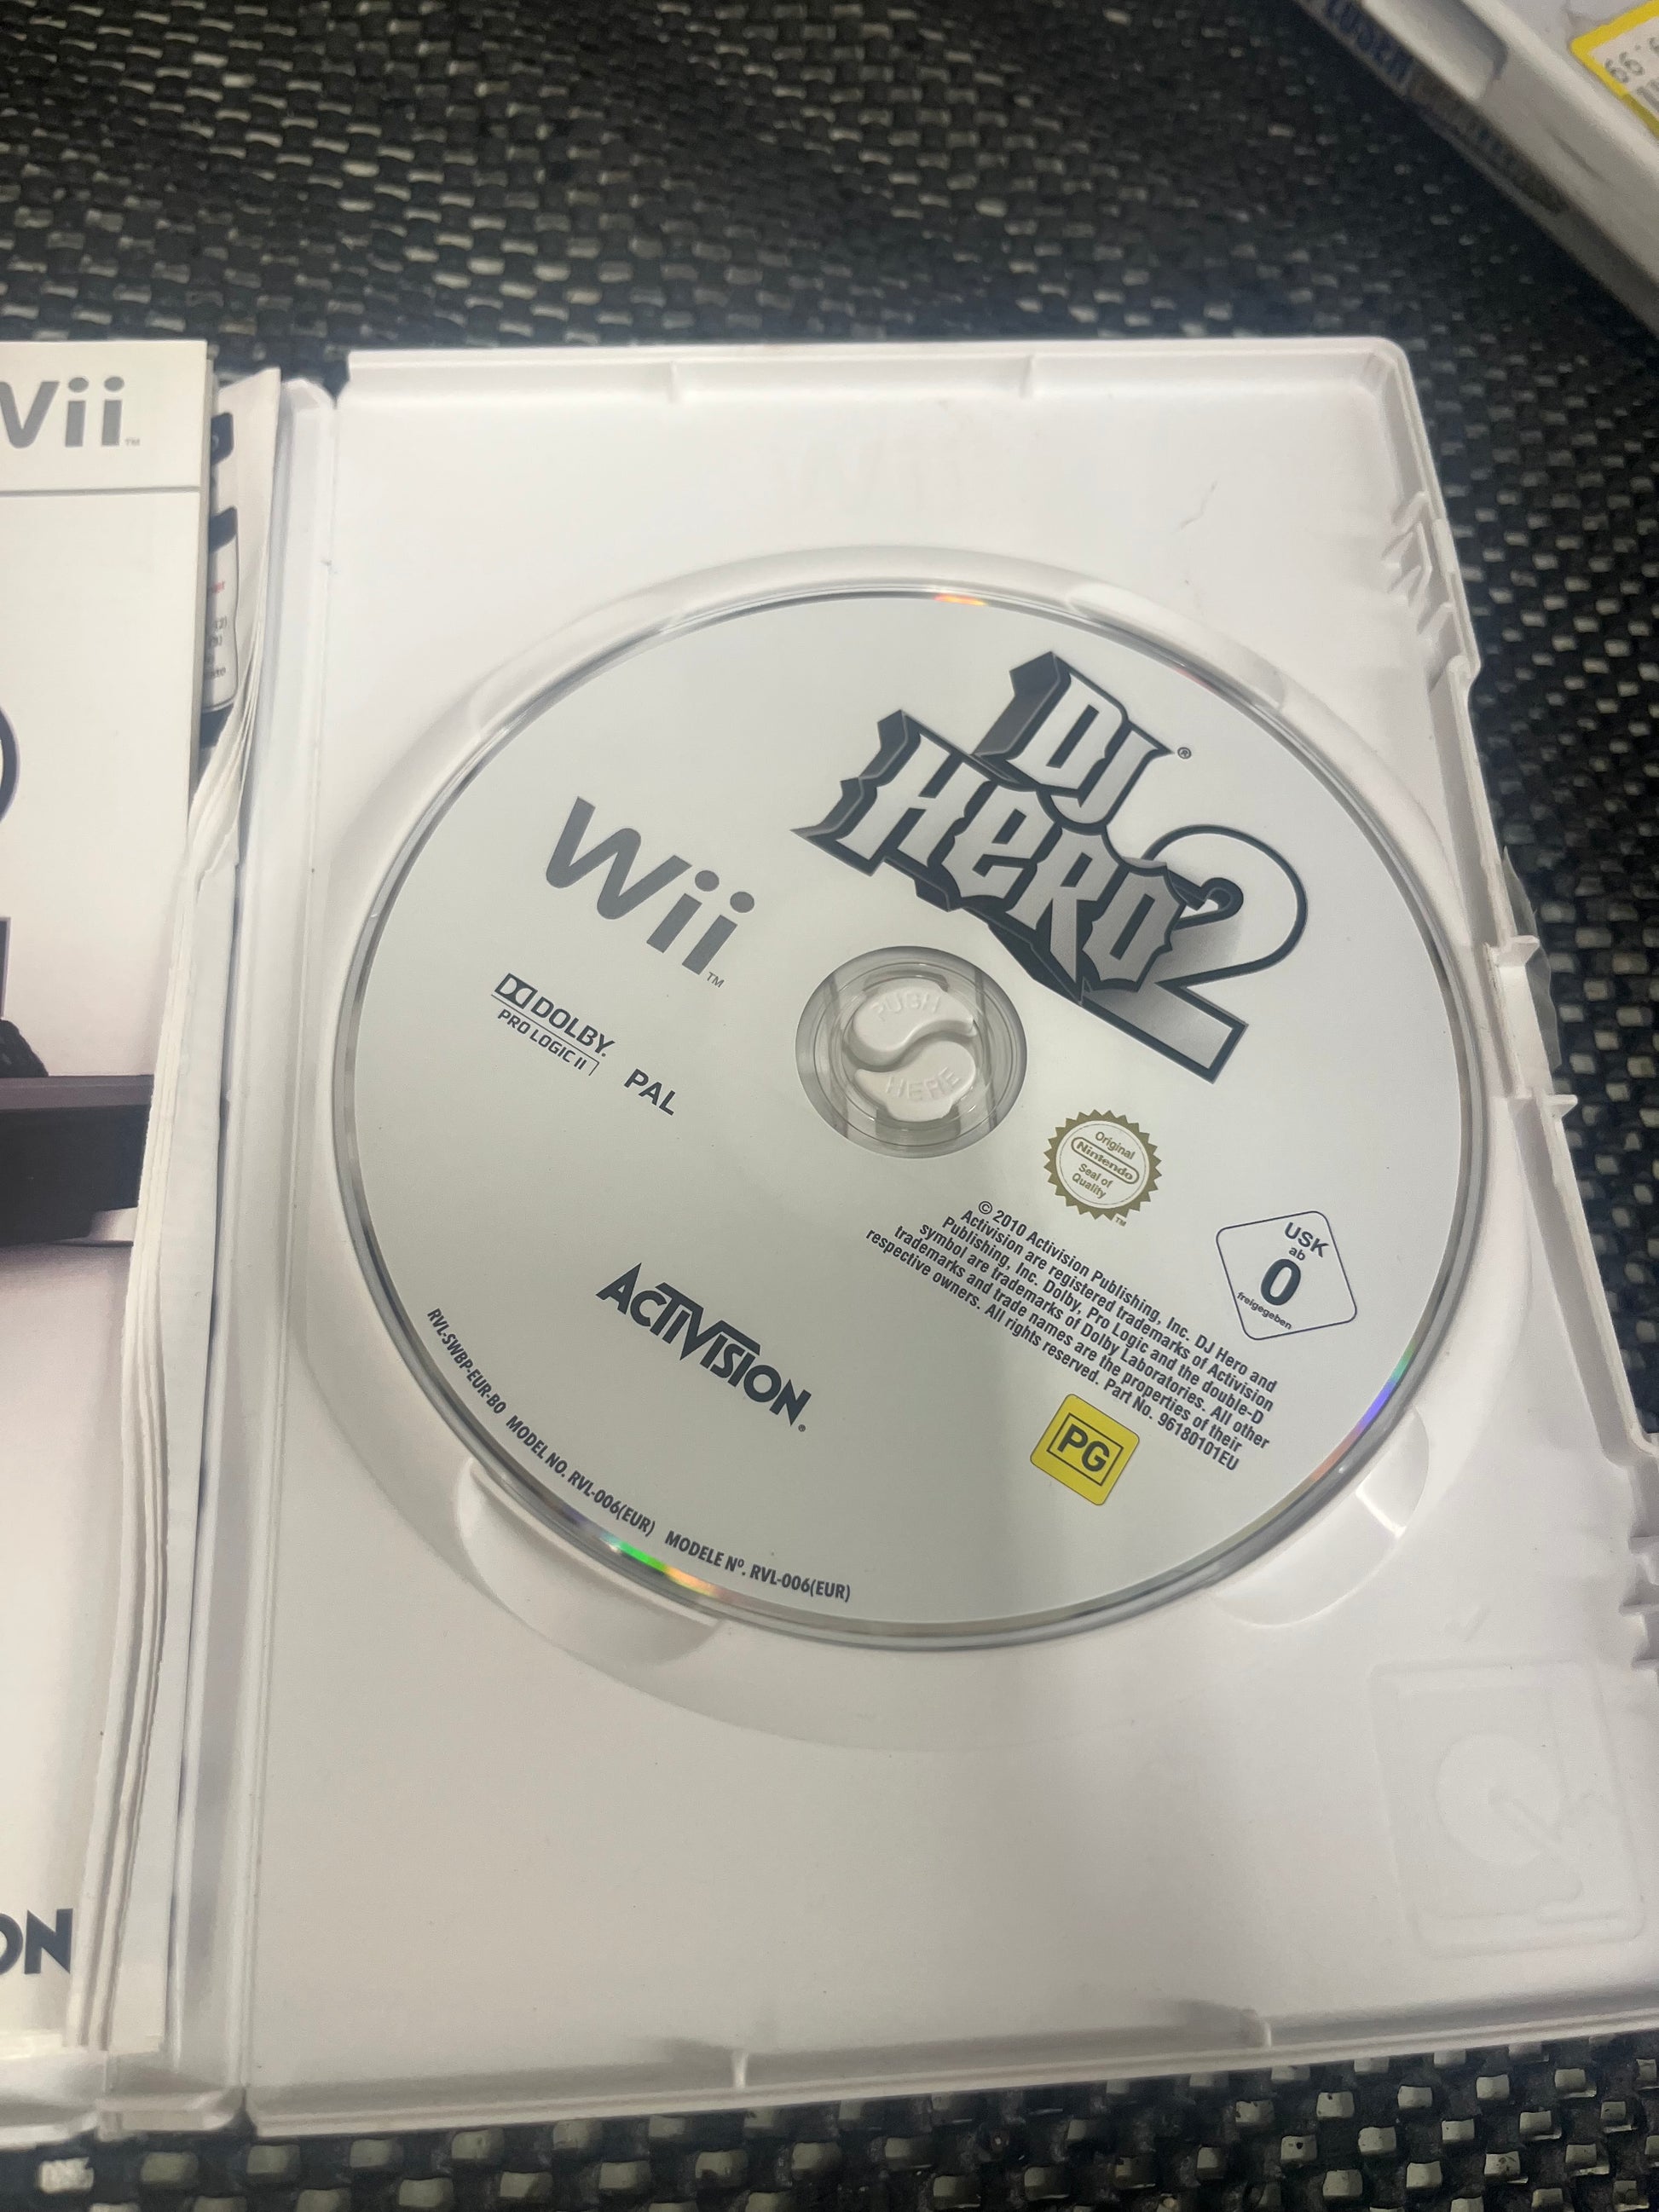 Wii™
DJ
Hero®
2
Wii™
DOLBY
PRO LOGIC II
PAL
PUSH
HERE
Original
Nintendo
Seal of
Quality
™
USK
ab
0
freigegeben
© 2010 Activision Publishing, Inc. DJ Hero and
Activision are registered trademarks of Activision
Publishing, Inc. Dolby, Pro Logic and the double-D
symbol are trademarks of Dolby Laboratories. All other
trademarks and trade names are the properties of their
respective owners. All rights reserved. Part No. 96180101EU
PG
ACTIVISION®
RVL-SWBP-EUR-B0 MODEL NO. RVL-006(EUR) MODELE Nº. RVL-006(EUR)
ON